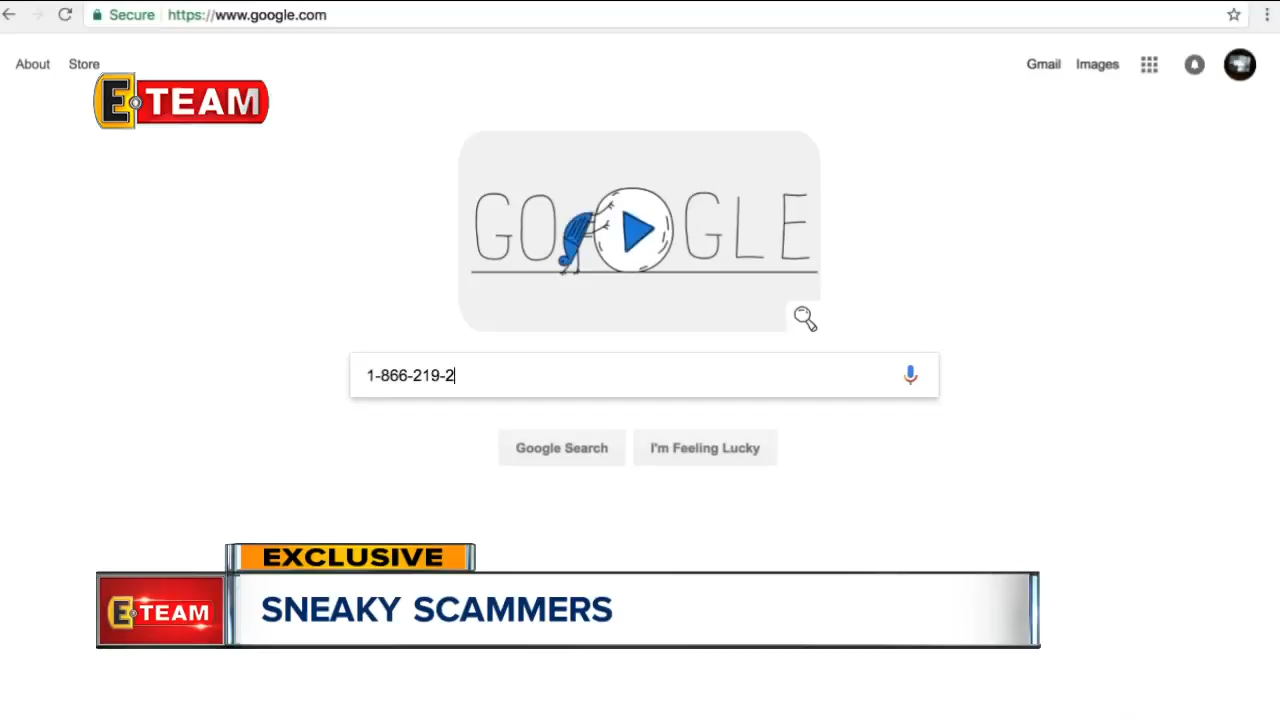 Secure https://www.google.com
About Store Gmail Images
E TEAM
GOOGLE
1-866-219-2
Google Search I'm Feeling Lucky
EXCLUSIVE
E TEAM SNEAKY SCAMMERS